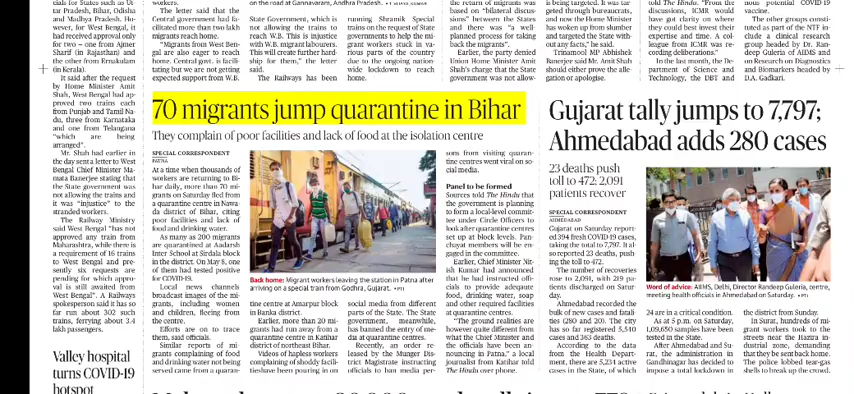 cials for States such as Ut-
tar Pradesh, Bihar, Odisha
and Madhya Pradesh. Ho-
wever, for West Bengal, it
had received approval only
for two – one from Ajmer
Sharif (in Rajasthan) and
the other from Ernakulam
(in Kerala).
It said after the request
by Home Minister Amit
Shah, West Bengal had ap-
proved two trains each
from Punjab and Tamil Na-
du, three from Karnataka
and one from Telangana
"which are being
arranged".
Mr. Shah had earlier in
the day sent a letter to West
Bengal Chief Minister Ma-
mata Banerjee stating that
the State government was
not allowing the trains and
it was "injustice" to the
stranded workers.
The Railway Ministry
said West Bengal "has not
approved any train from
Maharashtra, while there is
a requirement of 16 trains
to West Bengal and pre-
sently six requests are
pending for which appro-
val is still awaited from
West Bengal". A Railways
spokesperson said it has so
far run about 302 such
trains, ferrying about 3.4
lakh passengers.
Valley hospital
turns COVID-19
hotspot
workers.
The letter said that the
Central government had fa-
cilitated more than two lakh
migrants reach home.
"Migrants from West Ben-
gal are also eager to reach
home. Central govt. is facili-
tating but we are not getting
expected support from W.B.
on the road at Gannavaram, Andhra Pradesh.
State Government, which is
not allowing the trains to
reach W.B. This is injustice
with W.B. migrant labours.
This will create further hard
ship for them," the letter
said.
The Railways has been
running Shramik Special
trains on the request of State
governments to help the mi-
grant workers stuck in va-
rious parts of the country
due to the ongoing nation-
wide lockdown to reach
home.
the return of migrants was
based on "bilateral discus-
sions" between the States
and there was "a well-
planned process for taking
back the migrants".
Earlier, the party denied
Union Home Minister Amit
Shah's charge that the State
government was not allow-
is being targeted. It was tar-
geted through bureaucrats,
and now the Home Minister
has woken up from slumber
and targeted the State with-
out any facts," he said.
Trinamool MP Abhishek
Banerjee said Mr. Amit Shah
should either prove the alle-
gation or apologise.
told The Hindu. "From the
discussions, ICMR would
have got clarity on where
they could best invest their
expertise and time. A col-
league from ICMR was re-
cording deliberations."
In the last month, the De-
partment of Science and
Technology, the DBT and
nous potential COVID-19
vaccine.
The other groups consti-
tuted as part of the NTF in-
clude a clinical research
group headed by Dr. Ran-
deep Guleria of AIIMS and
on Research on Diagnostics
and Biomarkers headed by
D.A. Gadkari.
70 migrants jump quarantine in Bihar
They complain of poor facilities and lack of food at the isolation centre
SPECIAL CORRESPONDENT
PATNA
At a time when thousands of
workers are returning to Bi-
har daily, more than 70 mi-
grants on Saturday fled from
a quarantine centre in Nawa-
da district of Bihar, citing
poor facilities and lack of
food and drinking water.
As many as 200 migrants
are quarantined at Aadarsh
Inter School at Sirdala block
in the district. On May 8, one
of them had tested positive
for COVID-19.
Local news channels
broadcast images of the mi-
grants, including women
and children, fleeing from
the centre.
Efforts are on to trace
them, said officials.
Similar reports of mi-
grants complaining of food
and drinking water not being
served came from a quaran-
Back home: Migrant workers leaving the station in Patna after
arriving on a special train from Godhra, Gujarat. • PTI
tine centre at Amarpur block
in Banka district.
Earlier, more than 20 mi-
grants had run away from a
quarantine centre in Katihar
district of northeast Bihar.
Videos of hapless workers
complaining of shoddy facili-
tieshave been pouring in on
social media from different
parts of the State. The State
government, meanwhile,
has banned the entry of me-
dia at quarantine centres.
Recently, an order re-
leased by the Munger Dis-
trict Magistrate instructing
officials to ban media per-
sons from visiting quaran-
tine centres went viral on so-
cial media.
Panel to be formed
Sources told The Hindu that
the government is planning
to form a local-level commit-
tee under Circle Officers to
look after quarantine centres
set up at block levels. Pan-
chayat members will be en-
gaged in the committee.
Earlier, Chief Minister Nit-
ish Kumar had announced
that he had instructed offi-
cials to provide adequate
food, drinking water, soap
and other required facilities
at quarantine centres.
"The ground realities are
however quite different from
what the Chief Minister and
the officials have been an-
nouncing in Patna," a local
journalist from Katihar told
The Hindu over phone.
Gujarat tally jumps to 7,797;
Ahmedabad adds 280 cases
23 deaths push
toll to 472; 2,091
patients recover
SPECIAL CORRESPONDENT
AHMEDABAD
Gujarat on Saturday report-
ed 394 fresh COVID-19 cases,
taking the total to 7,797. It al-
so reported 23 deaths, push-
ing the toll to 472.
The number of recoveries
rose to 2,091, with 219 pa-
tients discharged on Satur-
day.
Ahmedabad recorded the
bulk of new cases and fatali-
ties (280 and 20). The city
has so far registered 5,540
cases and 363 deaths.
According to the data
from the Health Depart-
ment, there are 5,234 active
cases in the State, of which
Word of advice: AIIMS, Delhi, Director Randeep Guleria, centre,
meeting health officials in Ahmedabad on Saturday. • PTI
24 are in a critical condition.
As at 5 p.m. on Saturday,
1,09,650 samples have been
tested in the State.
After Ahmedabad and Su-
rat, the administration in
Gandhinagar has decided to
impose a total lockdown in
the district from Sunday.
In Surat, hundreds of mi-
grant workers took to the
streets near the Hazira in-
dustrial zone, demanding
that they be sent back home.
The police lobbed tear-gas
shells to break up the crowd.